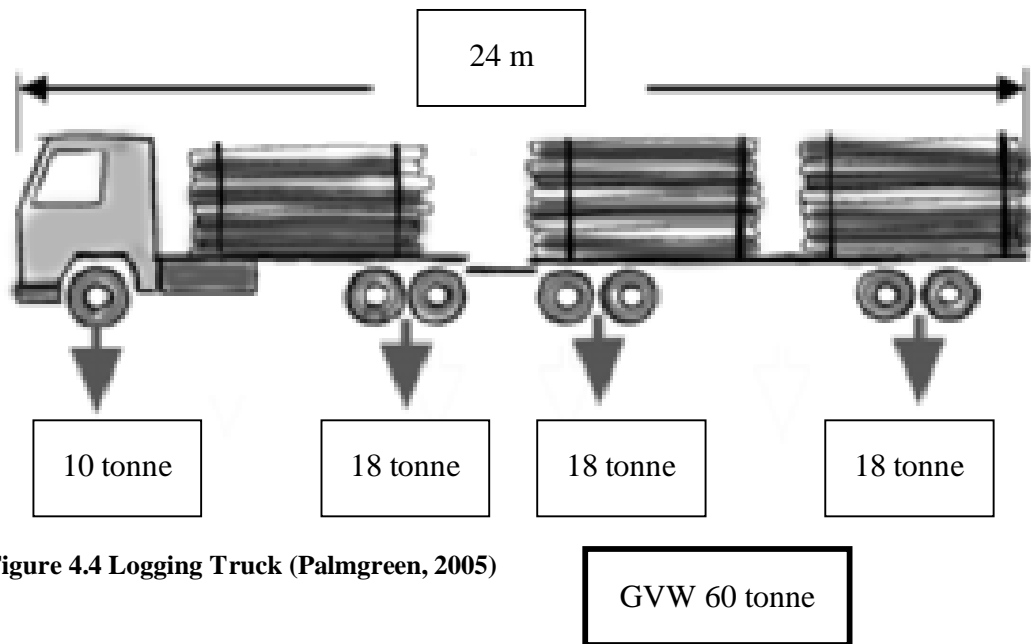 24 m
10 tonne
18 tonne
18 tonne
18 tonne
igure 4.4 Logging Truck (Palmgreen, 2005)
GVW 60 tonne